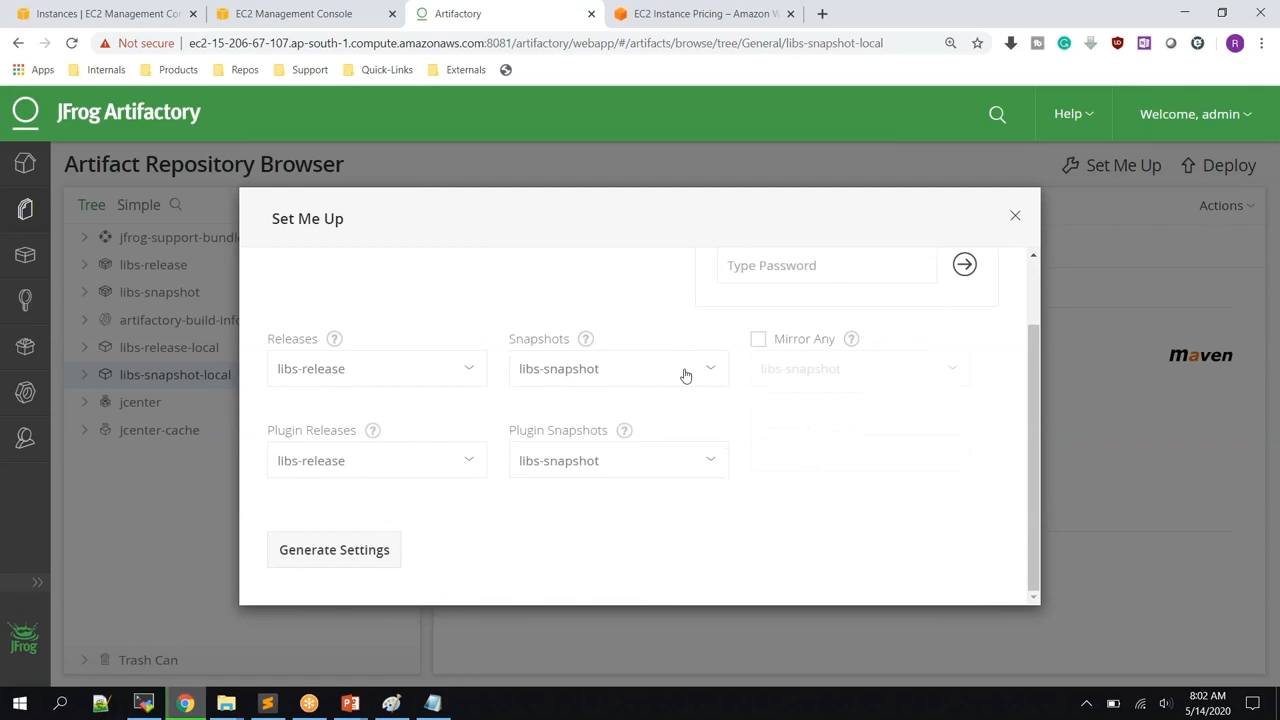 Instances | EC2 Management Con
EC2 Management Console
Artifactory
EC2 Instance Pricing – Amazon W
Not secure
ec2-15-206-67-107.ap-south-1.compute.amazonaws.com:8081/artifactory/webapp/#/artifacts/browse/tree/General/libs-snapshot-local
Apps
Internals
Products
Repos
Support
Quick-Links
Externals
JFrog Artifactory
Help
Welcome, admin
Artifact Repository Browser
Set Me Up
Deploy
Tree
Simple
Actions
jfrog-support-bundle
libs-release
libs-snapshot
artifactory-build-info
libs-release-local
libs-snapshot-local
jcenter
jcenter-cache
Trash Can
JFrog
maven
Set Me Up
Type Password
Releases
Snapshots
Mirror Any
libs-release
libs-snapshot
libs-snapshot
Plugin Releases
Plugin Snapshots
libs-release
libs-snapshot
Generate Settings
8:02 AM
5/14/2020